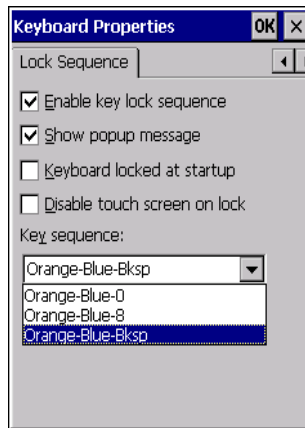 Keyboard Properties OK ×
Lock Sequence
Enable key lock sequence
Show popup message
Keyboard locked at startup
Disable touch screen on lock
Key sequence:
Orange-Blue-Bksp
Orange-Blue-0
Orange-Blue-8
Orange-Blue-Bksp